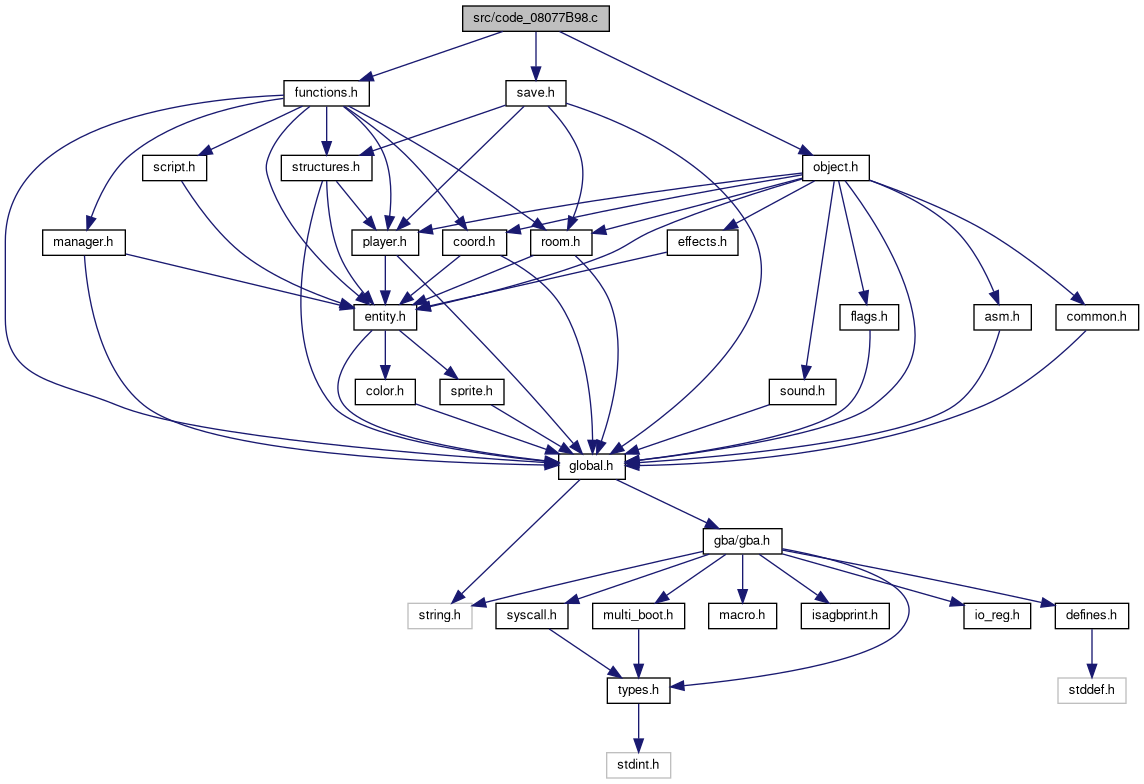 src/code_08077B98.c
functions.h
save.h
script.h
structures.h
object.h
manager.h
player.h
coord.h
room.h
effects.h
entity.h
flags.h
asm.h
common.h
color.h
sprite.h
sound.h
global.h
gba/gba.h
string.h
syscall.h
multi_boot.h
macro.h
isagbprint.h
io_reg.h
defines.h
types.h
stddef.h
stdint.h